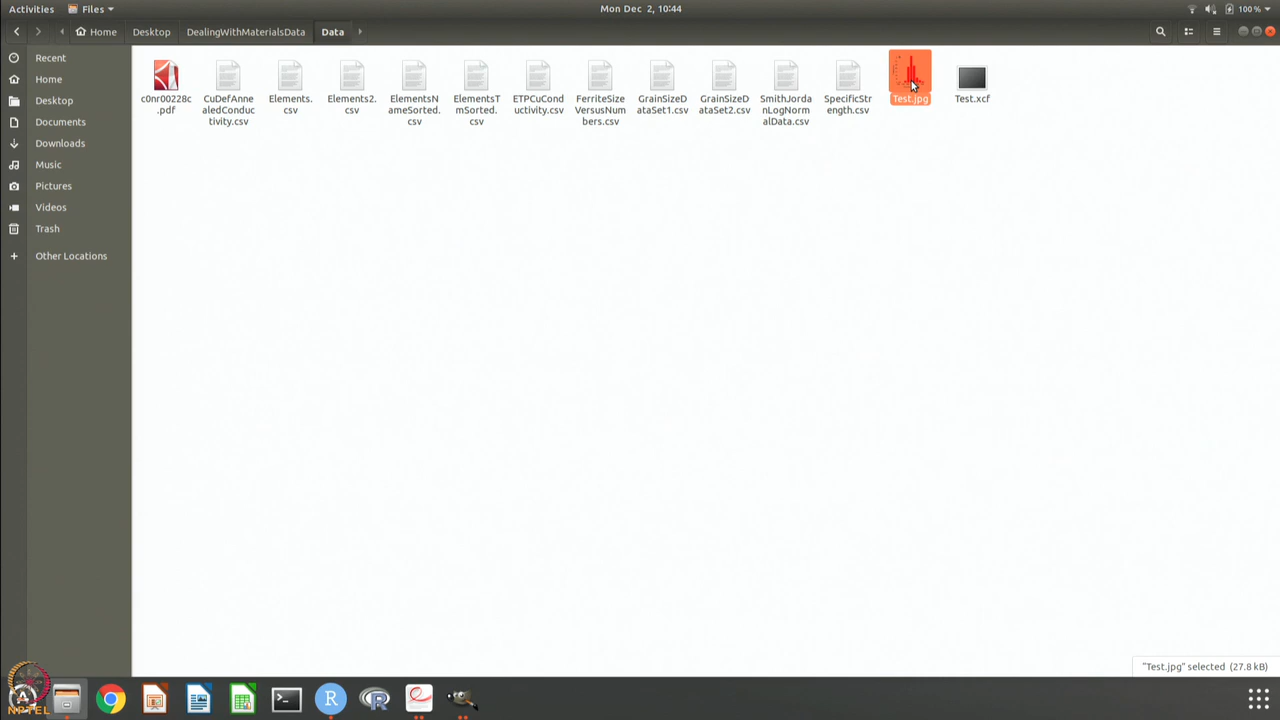 Activities Files Mon Dec 2, 10:44 100%
Home Desktop DealingWithMaterialsData Data
Recent
Home
Desktop
Documents
Downloads
Music
Pictures
Videos
Trash
Other Locations
c0nr00228c
.pdf
CuDefAnne
aledConduc
tivity.csv
Elements.
csv
Elements2.
csv
ElementsN
ameSorted.
csv
ElementsT
mSorted.
csv
ETPCuCond
uctivity.csv
FerriteSize
VersusNum
bers.csv
GrainSizeD
ataSet1.csv
GrainSizeD
ataSet2.csv
SmithJorda
nLogNorm
alData.csv
SpecificStr
ength.csv
Test.jpg
Test.xcf
"Test.jpg" selected (27.8 kB)
NPTEL